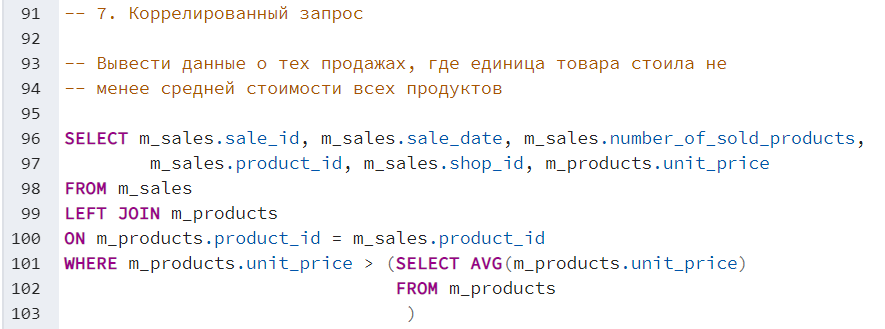 91 -- 7. Коррелированный запрос
92
93 -- Вывести данные о тех продажах, где единица товара стоила не
94 -- менее средней стоимости всех продуктов
95
96 SELECT m_sales.sale_id, m_sales.sale_date, m_sales.number_of_sold_products,
97 m_sales.product_id, m_sales.shop_id, m_products.unit_price
98 FROM m_sales
99 LEFT JOIN m_products
100 ON m_products.product_id = m_sales.product_id
101 WHERE m_products.unit_price > (SELECT AVG(m_products.unit_price)
102 FROM m_products
103 )